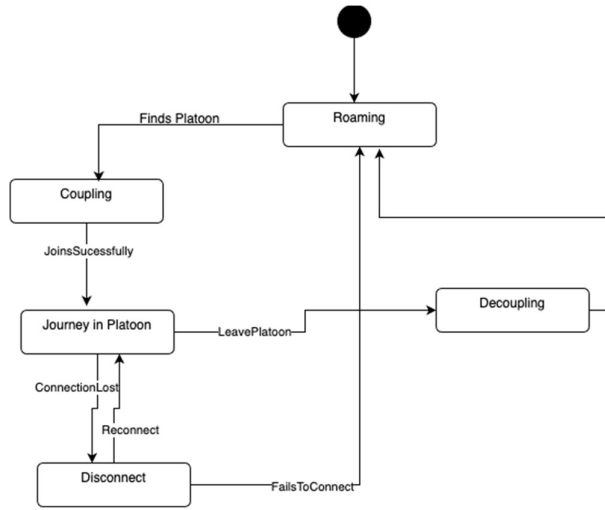 Roaming
Finds Platoon
Coupling
JoinsSucessfully
Decoupling
Journey in Platoon
LeavePlatoon
ConnectionLost
Reconnect
Disconnect
FailsToConnect